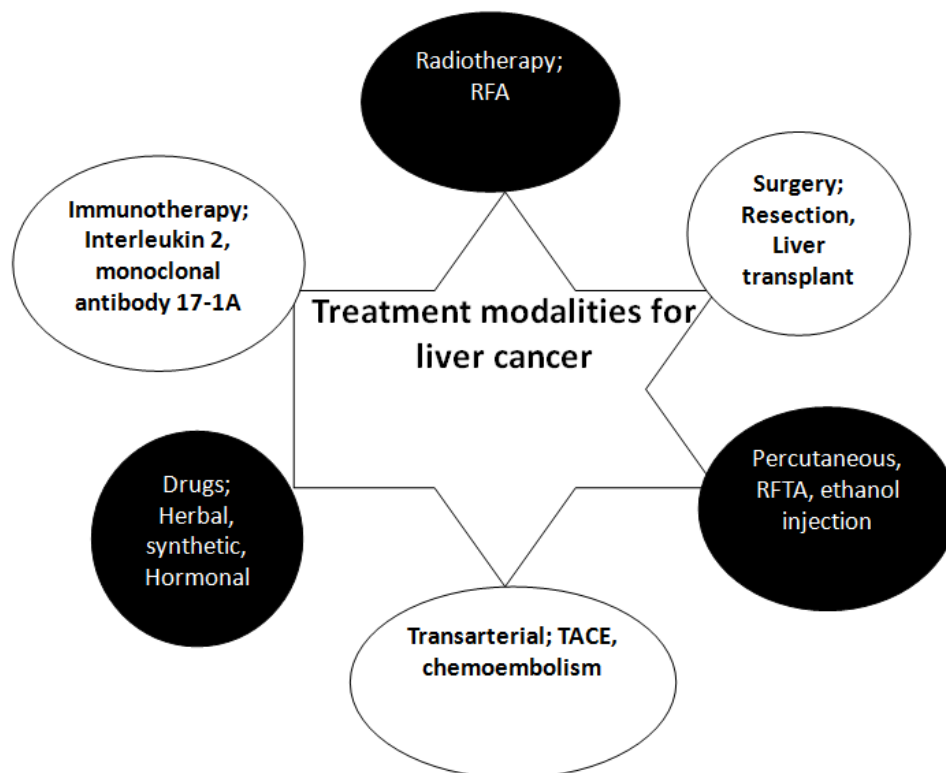 Radiotherapy;
RFA
Surgery;
Resection,
Liver
transplant
Immunotherapy;
Interleukin 2,
monoclonal
antibody 17-1A
Treatment modalities for
liver cancer
Percutaneous,
RFTA, ethanol
injection
Drugs;
Herbal,
synthetic,
Hormonal
Transarterial; TACE,
chemoembolism